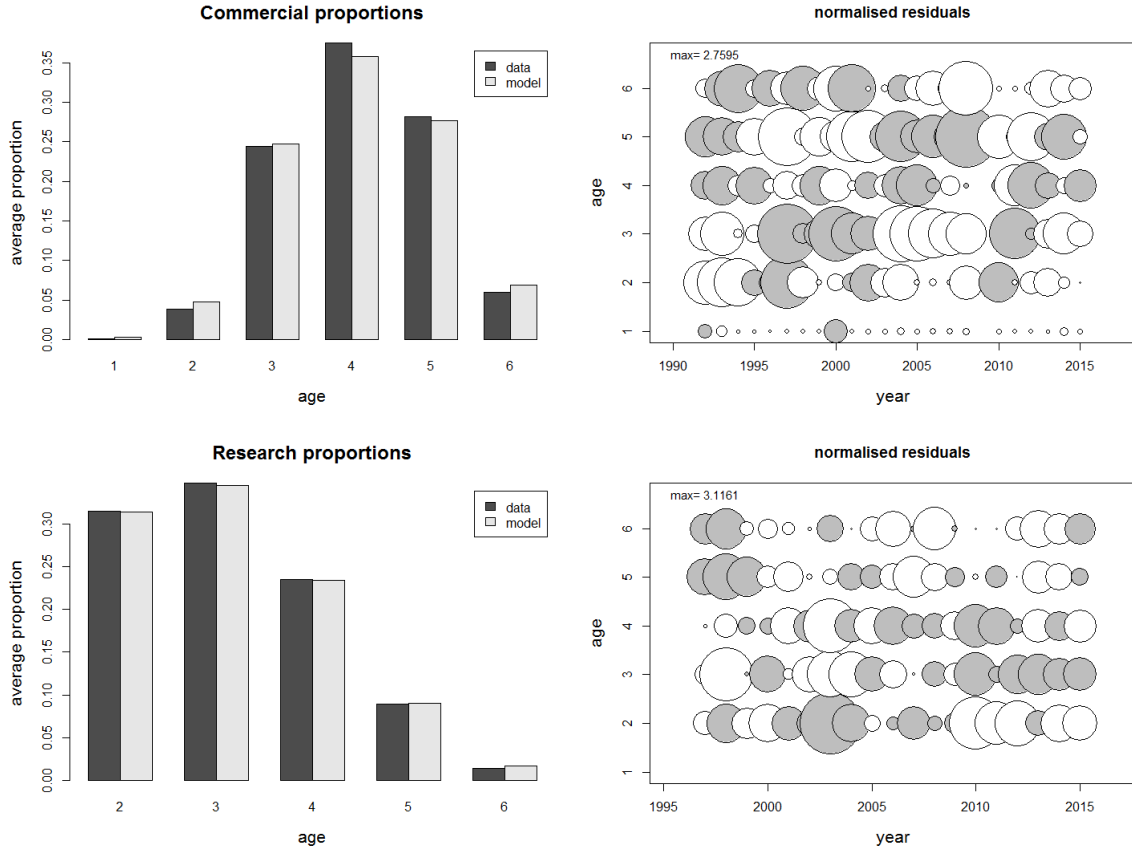 Commercial proportions
average proportion
0.00 0.05 0.10 0.15 0.20 0.25 0.30 0.35
data
model
1 2 3 4 5 6
age
normalised residuals
max= 2.7595
age
6
5
4
3
2
1
1990 1995 2000 2005 2010 2015
year
Research proportions
average proportion
0.00 0.05 0.10 0.15 0.20 0.25 0.30
data
model
2 3 4 5 6
age
normalised residuals
max= 3.1161
age
6
5
4
3
2
1
1995 2000 2005 2010 2015
year